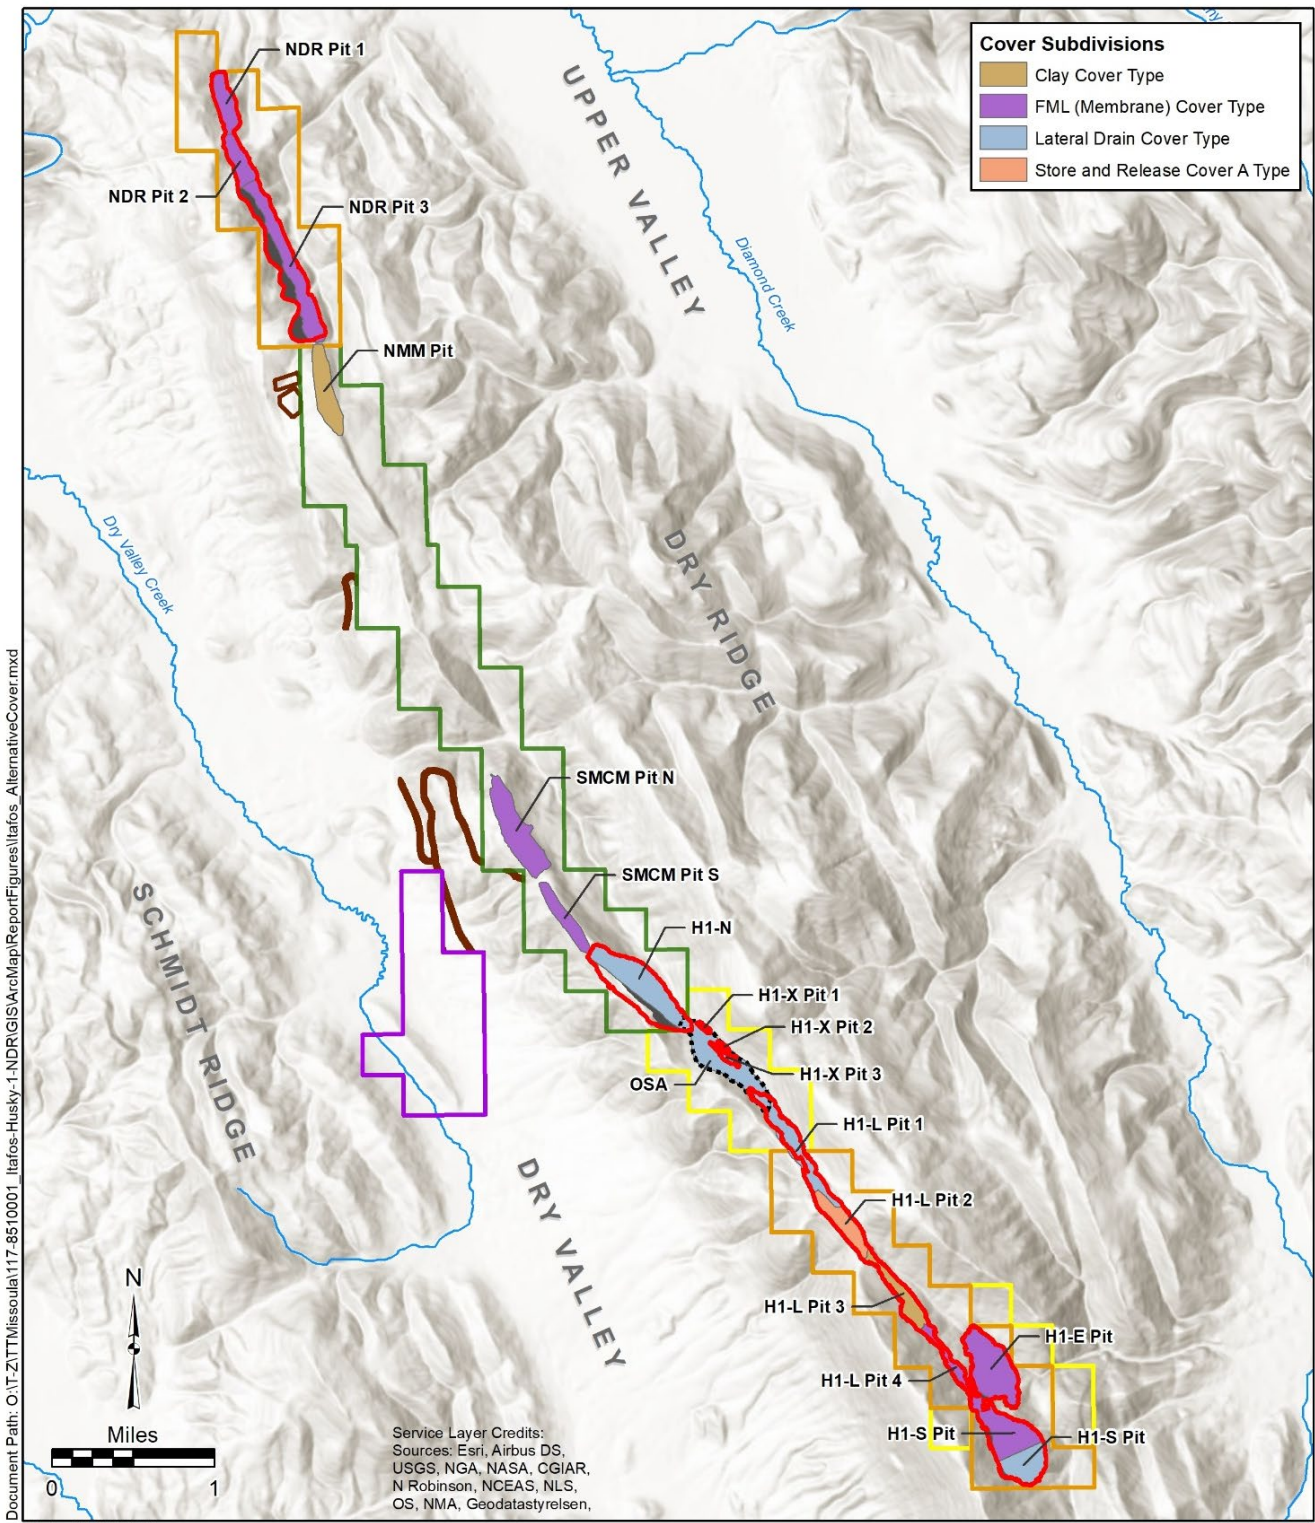 Cover Subdivisions
Clay Cover Type
FML (Membrane) Cover Type
Lateral Drain Cover Type
Store and Release Cover A Type
NDR Pit 1
NDR Pit 2
NDR Pit 3
NMM Pit
UPPER VALLEY
Diamond Creek
Dry Valley Creek
DRY RIDGE
SMCM Pit N
SMCM Pit S
H1-N
H1-X Pit 1
H1-X Pit 2
H1-X Pit 3
OSA
H1-L Pit 1
H1-L Pit 2
H1-L Pit 3
H1-E Pit
H1-L Pit 4
H1-S Pit
H1-S Pit
SCHMIDT RIDGE
DRY VALLEY
N
Miles
0 1
Service Layer Credits:
Sources: Esri, Airbus DS,
USGS, NGA, NASA, CGIAR,
N Robinson, NCEAS, NLS,
OS, NMA, Geodatastyrelsen,
Document Path: O:\T-Z\TTMissoula\117-8510001_Itafos-Husky-1-NDR\GIS\ArcMap\ReportFigures\Itafos_AlternativeCover.mxd